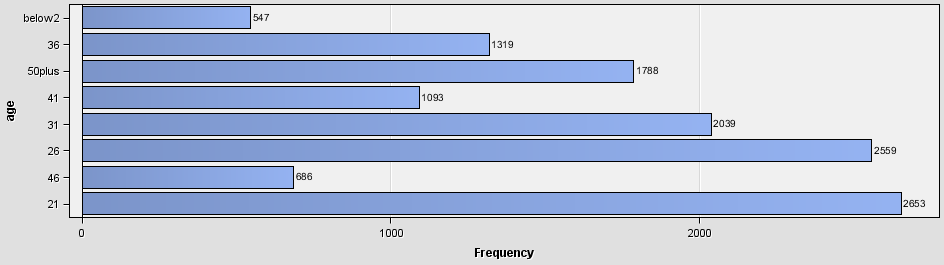 below2 547
36 1319
50plus 1788
41 1093
31 2039
26 2559
46 686
21 2653
age
0 1000 2000
Frequency